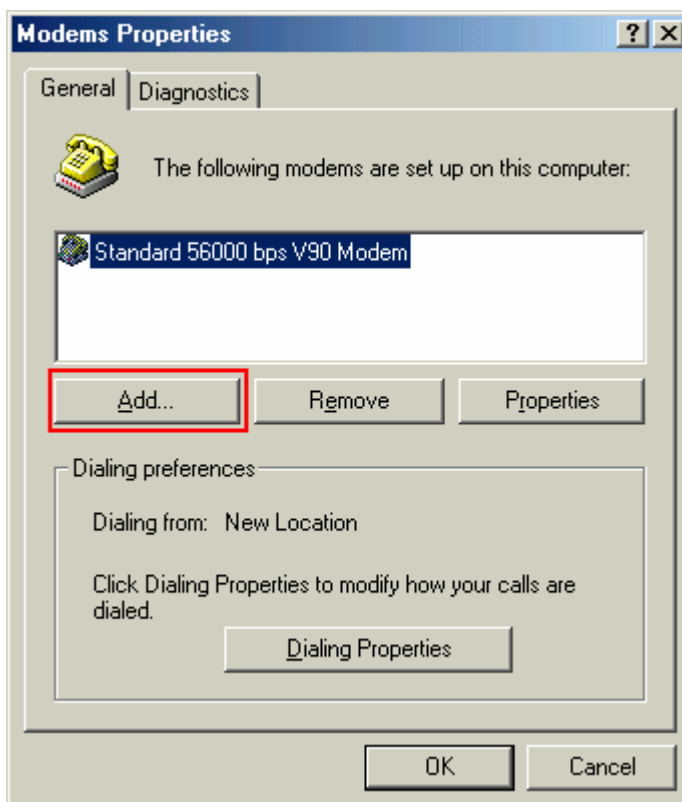 Modems Properties
General
Diagnostics
The following modems are set up on this computer:
Standard 56000 bps V90 Modem
Add...
Remove
Properties
Dialing preferences
Dialing from: New Location
Click Dialing Properties to modify how your calls are
dialed.
Dialing Properties
OK
Cancel